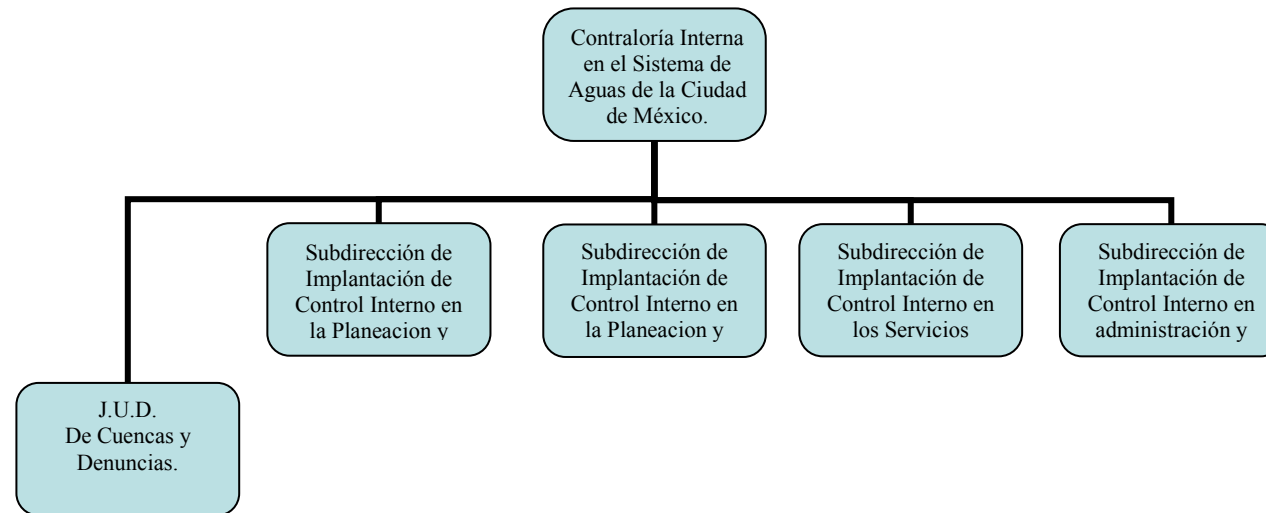 Contraloría Interna
en el Sistema de
Aguas de la Ciudad
de México.
Subdirección de
Implantación de
Control Interno en
la Planeacion y
Subdirección de
Implantación de
Control Interno en
la Planeacion y
Subdirección de
Implantación de
Control Interno en
los Servicios
Subdirección de
Implantación de
Control Interno en
administración y
J.U.D.
De Cuencas y
Denuncias.